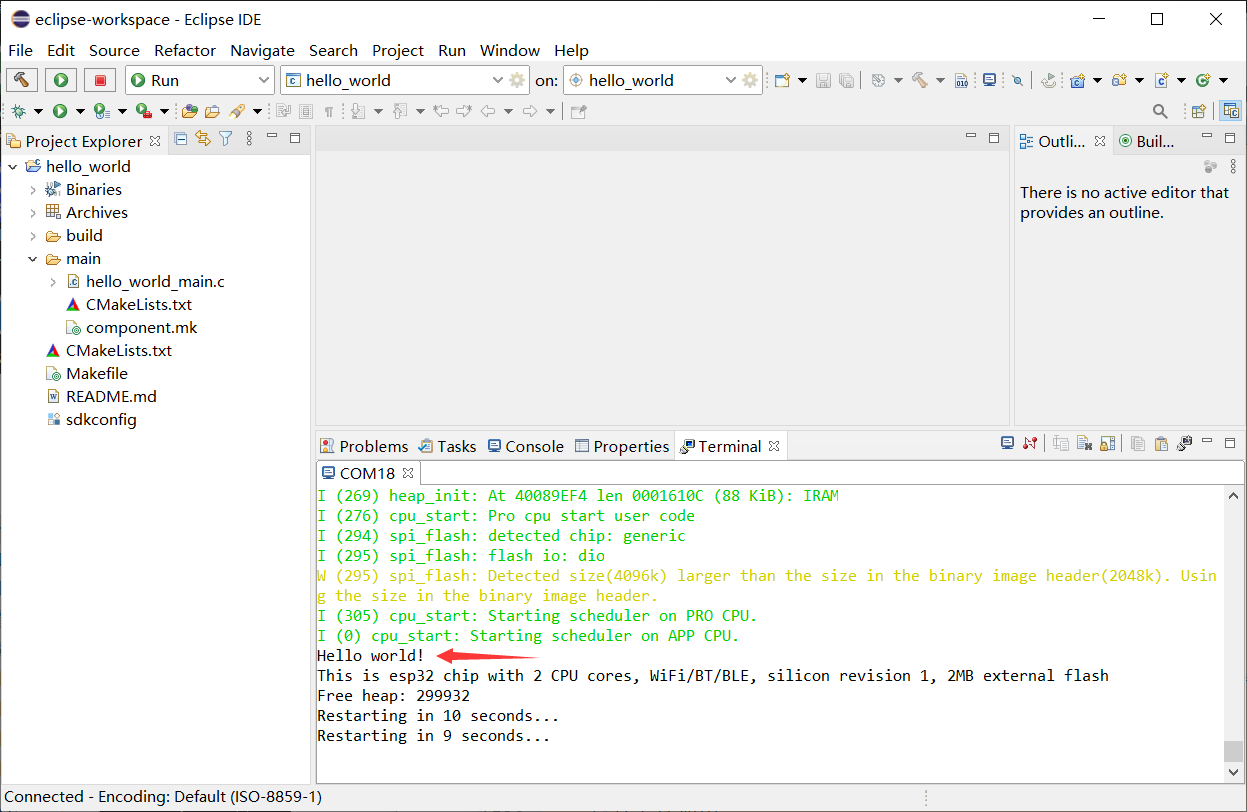 eclipse-workspace - Eclipse IDE
File Edit Source Refactor Navigate Search Project Run Window Help
Run hello_world on: hello_world
Project Explorer
Outli... Buil...
hello_world
Binaries
Archives
build
main
hello_world_main.c
CMakeLists.txt
component.mk
CMakeLists.txt
Makefile
README.md
sdkconfig
There is no active editor that
provides an outline.
Problems Tasks Console Properties Terminal
COM18
I (269) heap_init: At 40089EF4 len 0001610C (88 KiB): IRAM
I (276) cpu_start: Pro cpu start user code
I (294) spi_flash: detected chip: generic
I (295) spi_flash: flash io: dio
W (295) spi_flash: Detected size(4096k) larger than the size in the binary image header(2048k). Usin
g the size in the binary image header.
I (305) cpu_start: Starting scheduler on PRO CPU.
I (0) cpu_start: Starting scheduler on APP CPU.
Hello world!
This is esp32 chip with 2 CPU cores, WiFi/BT/BLE, silicon revision 1, 2MB external flash
Free heap: 299932
Restarting in 10 seconds...
Restarting in 9 seconds...
Connected - Encoding: Default (ISO-8859-1)